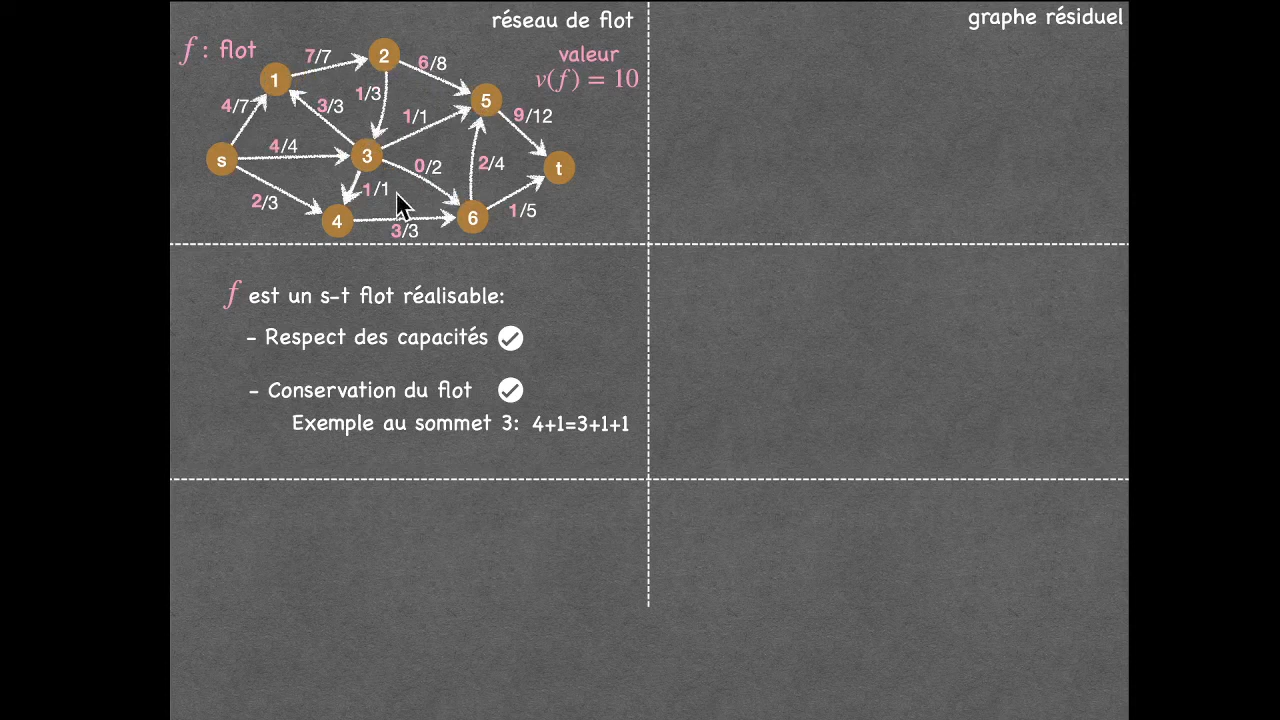 réseau de flot
graphe résiduel
f : flot
valeur
v(f) = 10
7/7
6/8
4/7
3/3
1/3
1/1
9/12
4/4
0/2
2/4
2/3
1/1
1/5
3/3
s
1
2
3
4
5
6
t
f est un s-t flot réalisable:
- Respect des capacités
- Conservation du flot
Exemple au sommet 3: 4+1=3+1+1